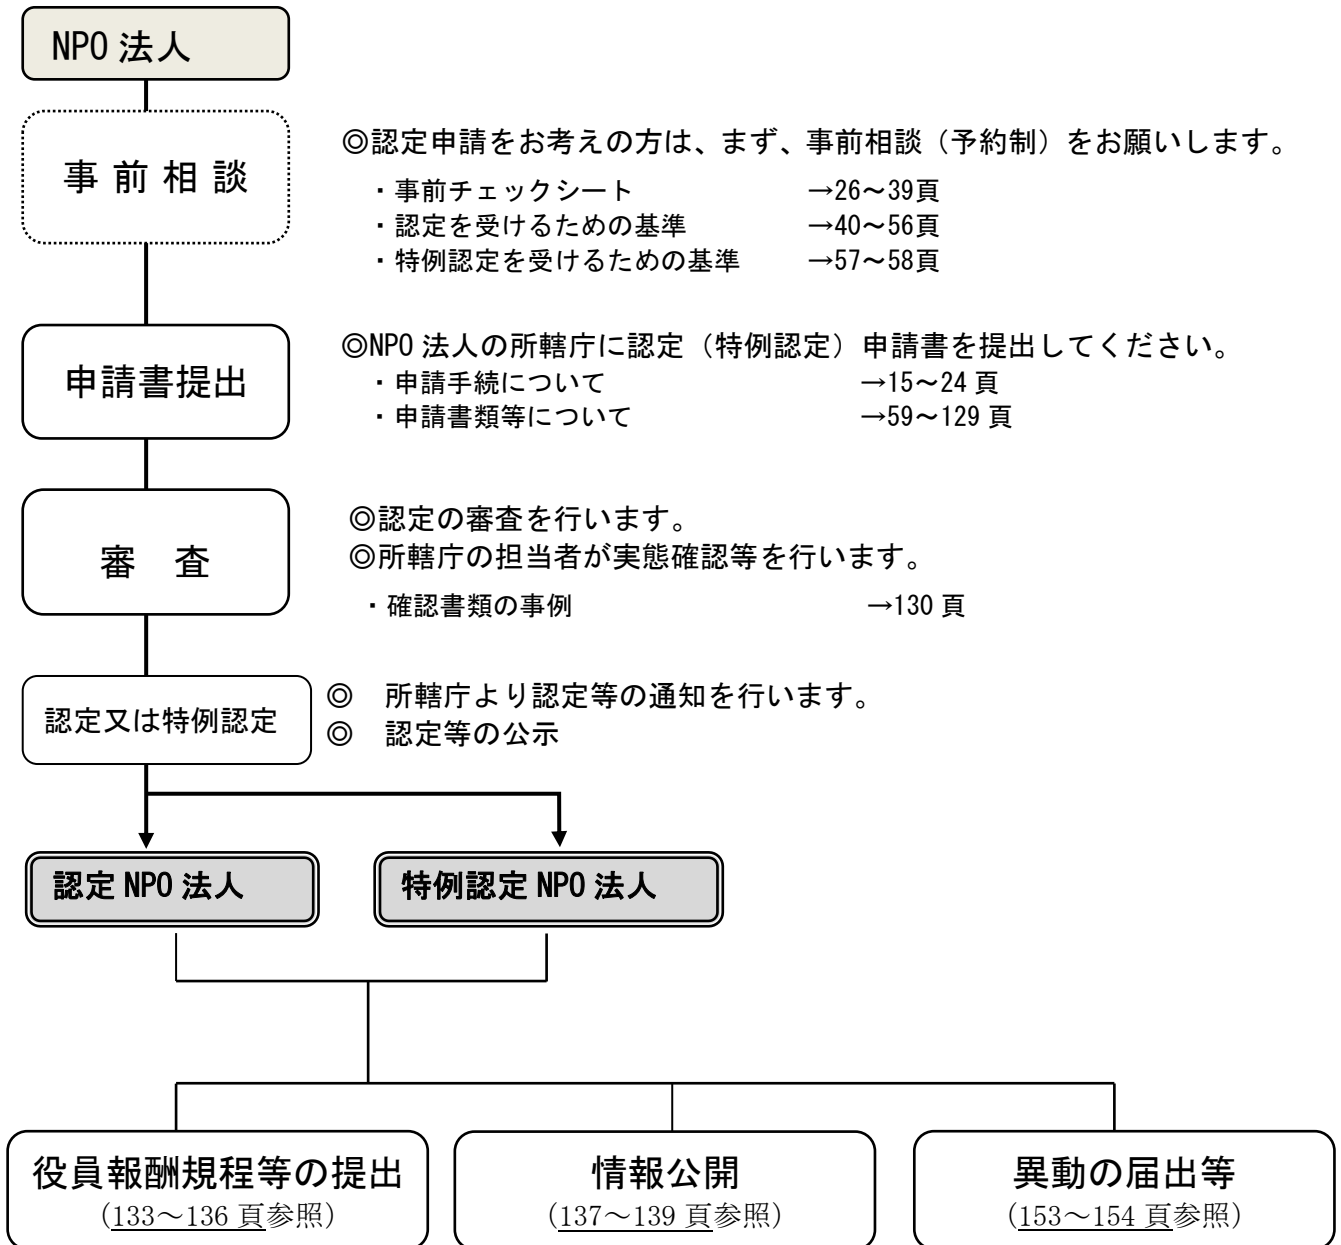 NPO 法人
事 前 相 談
◎認定申請をお考えの方は、まず、事前相談（予約制）をお願いします。
・事前チェックシート →26～39頁
・認定を受けるための基準 →40～56頁
・特例認定を受けるための基準 →57～58頁
申請書提出
◎NPO 法人の所轄庁に認定（特例認定）申請書を提出してください。
・申請手続について →15～24 頁
・申請書類等について →59～129 頁
審　査
◎認定の審査を行います。
◎所轄庁の担当者が実態確認等を行います。
・確認書類の事例 →130 頁
認定又は特例認定
◎　所轄庁より認定等の通知を行います。
◎　認定等の公示
認定 NPO 法人
特例認定 NPO 法人
役員報酬規程等の提出
（133～136 頁参照）
情報公開
（137～139 頁参照）
異動の届出等
（153～154 頁参照）